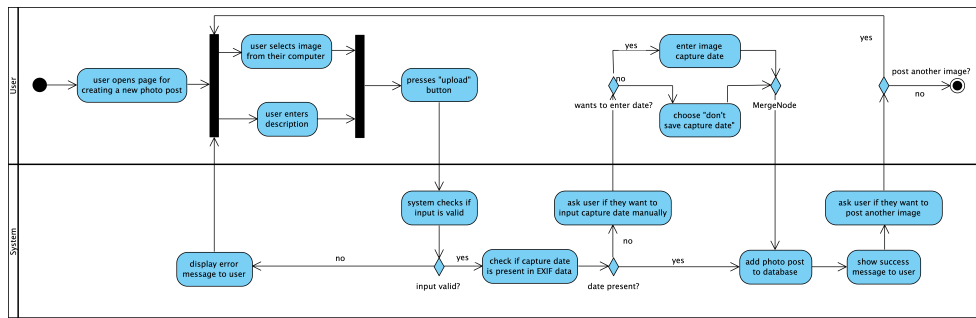 User
user opens page for
creating a new photo post
user selects image
from their computer
user enters
description
presses "upload"
button
yes
no
wants to enter date?
enter image
capture date
choose "don't
save capture date"
MergeNode
yes
post another image?
no
System
display error
message to user
no
system checks if
input is valid
input valid?
yes
check if capture date
is present in EXIF data
ask user if they want to
input capture date manually
no
date present?
yes
add photo post
to database
show success
message to user
ask user if they want to
post another image